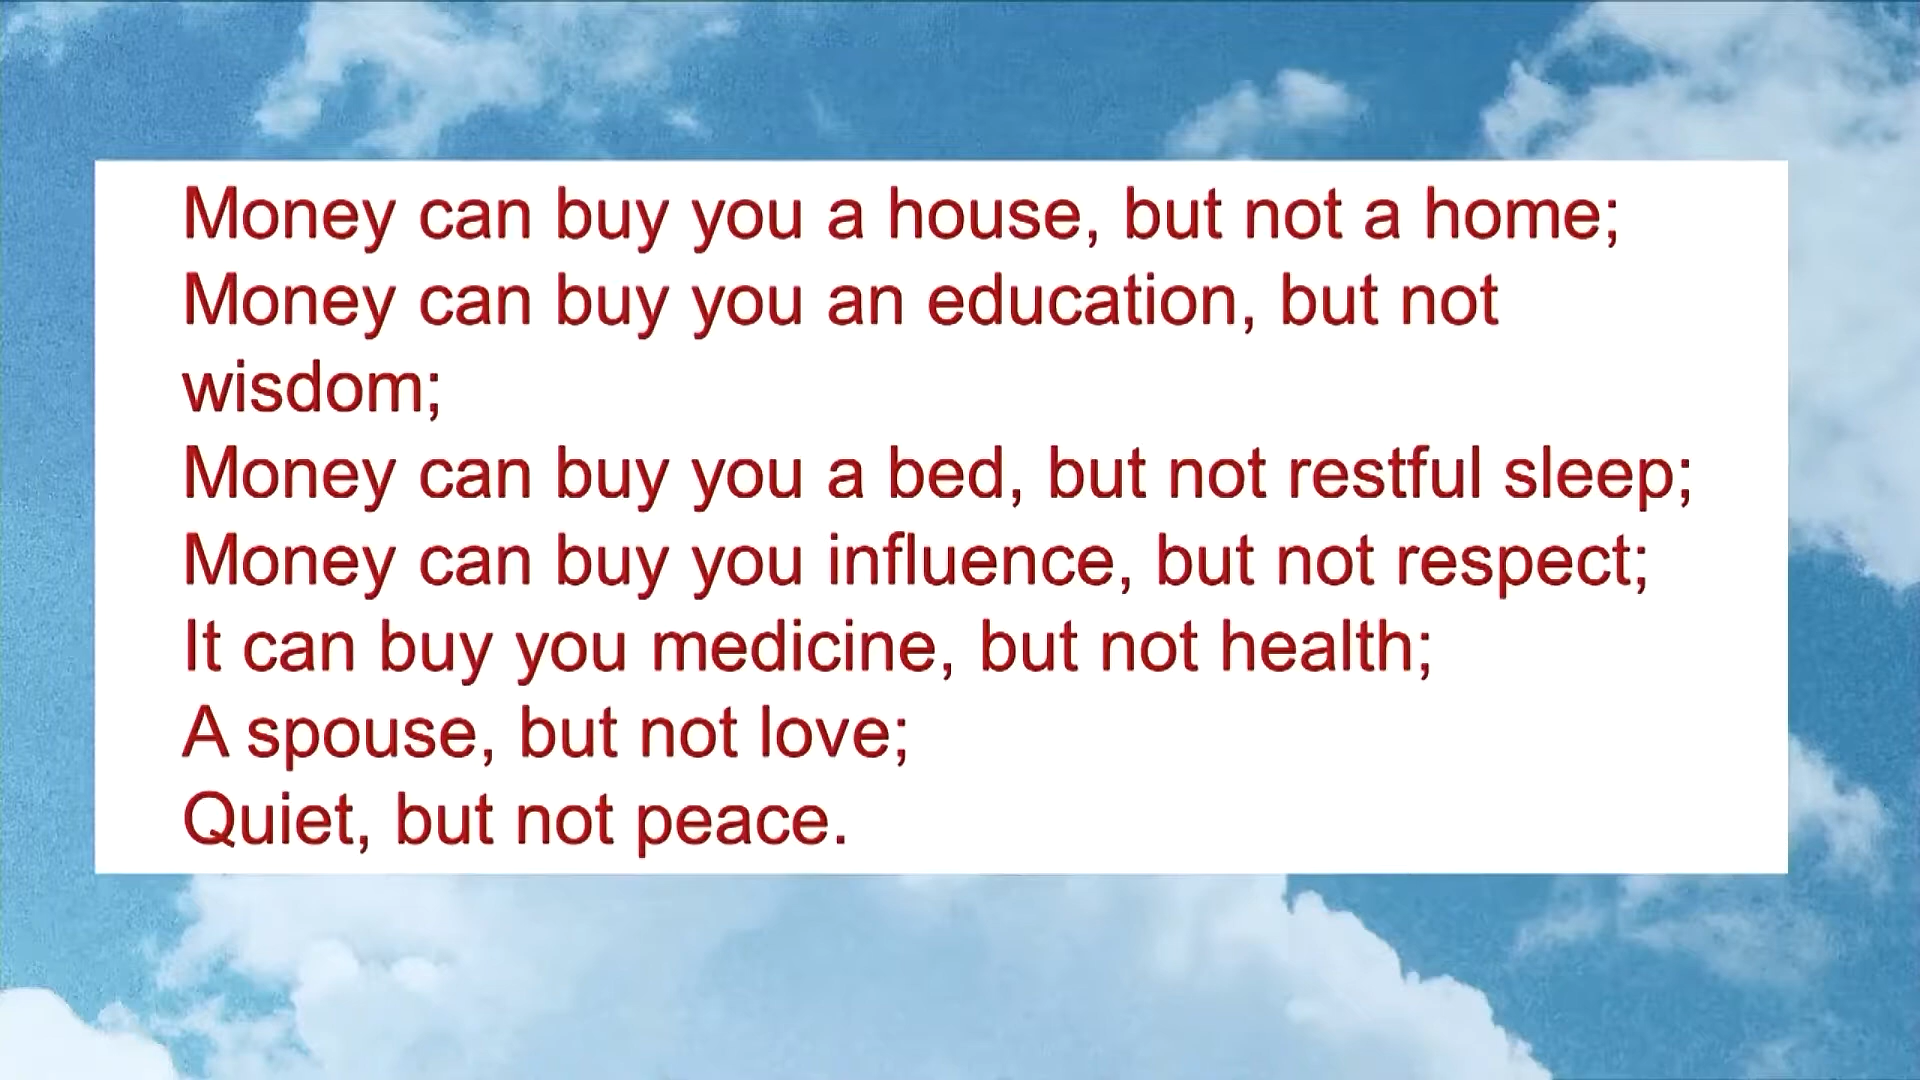 Money can buy you a house, but not a home;
Money can buy you an education, but not
wisdom;
Money can buy you a bed, but not restful sleep;
Money can buy you influence, but not respect;
It can buy you medicine, but not health;
A spouse, but not love;
Quiet, but not peace.